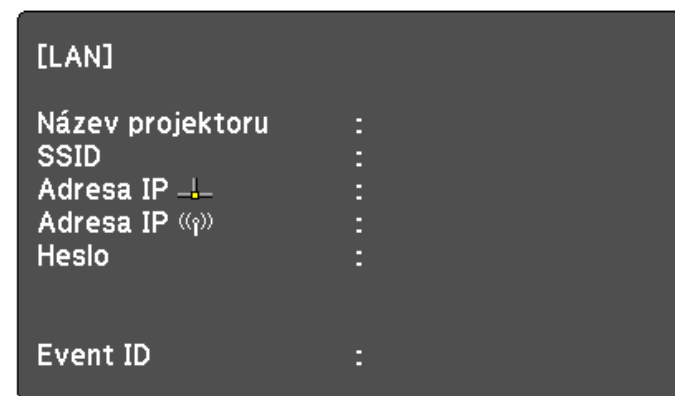 [LAN]
Název projektoru :
SSID :
Adresa IP :
Adresa IP :
Heslo :
Event ID :